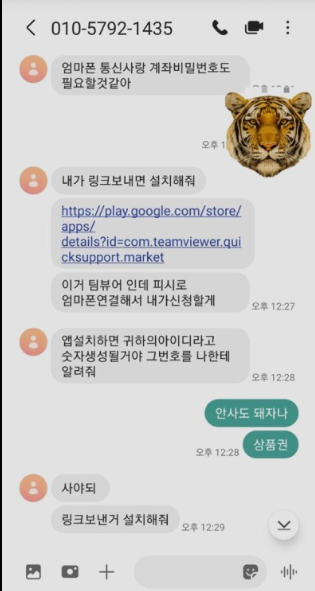 010-5792-1435
엄마폰 통신사랑 계좌비밀번호도
필요할것같아
오후 1
내가 링크보내면 설치해줘
https://play.google.com/store/
apps/
details?id=com.teamviewer.qui
cksupport.market
이거 팀뷰어 인데 피시로
엄마폰연결해서 내가신청할게
오후 12:27
앱설치하면 귀하의아이디라고
숫자생성될거야 그번호를 나한테
알려줘
오후 12:28
안사도 돼자나
상품권
오후 12:28
사야되
링크보낸거 설치해줘
오후 12:29